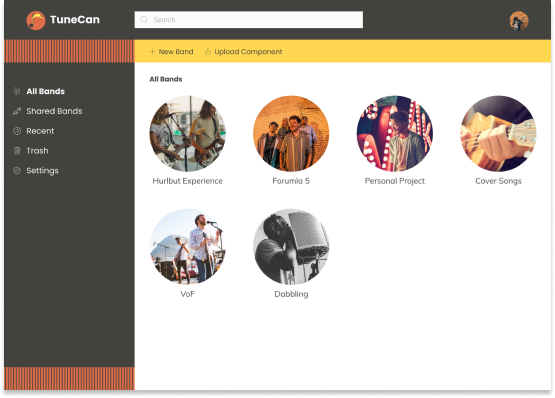 TuneCan
Search
New Band
Upload Component
All Bands
All Bands
Shared Bands
Recent
Trash
Settings
Hurlbut Experience
Forumla 5
Personal Project
Cover Songs
VoF
Dabbling